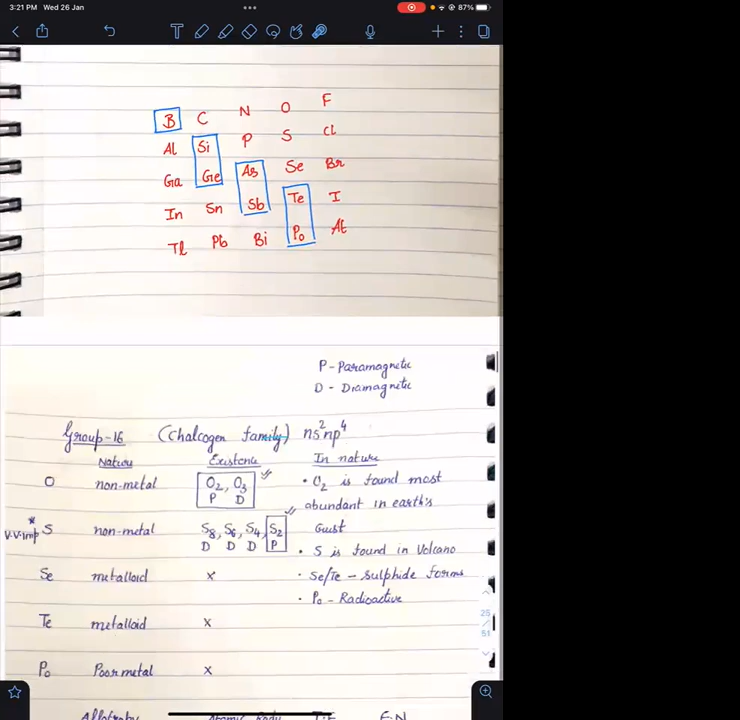 3:21 PM Wed 26 Jan
87%
B C N O F
Al Si P S Cl
Ga Ge As Se Br
In Sn Sb Te I
Tl Pb Bi Po At
P - Paramagnetic
D - Diamagnetic
Group-16 (Chalcogen family) ns²np⁴
Nature Existence In nature
O non-metal O₂, O₃ • O₂ is found most
P D abundant in earth's
V.V.imp * S non-metal S₈, S₆, S₄, S₂ Crust
D D D P • S is found in Volcano
Se metalloid x • Se/Te - sulphide forms
• Po - Radioactive
25
/
51
Te metalloid x
Po Poor metal x
E.N